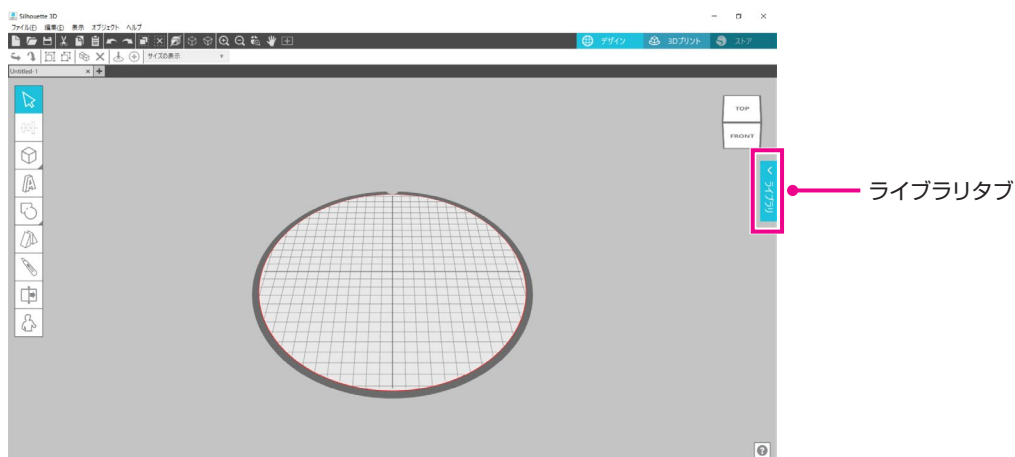 Silhouette 3D
ファイル(F) 編集(E) 表示 オブジェクト ヘルプ
デザイン 3Dプリント ストア
サイズの表示
Untitled-1
TOP
FRONT
ライブラリ
ライブラリタブ